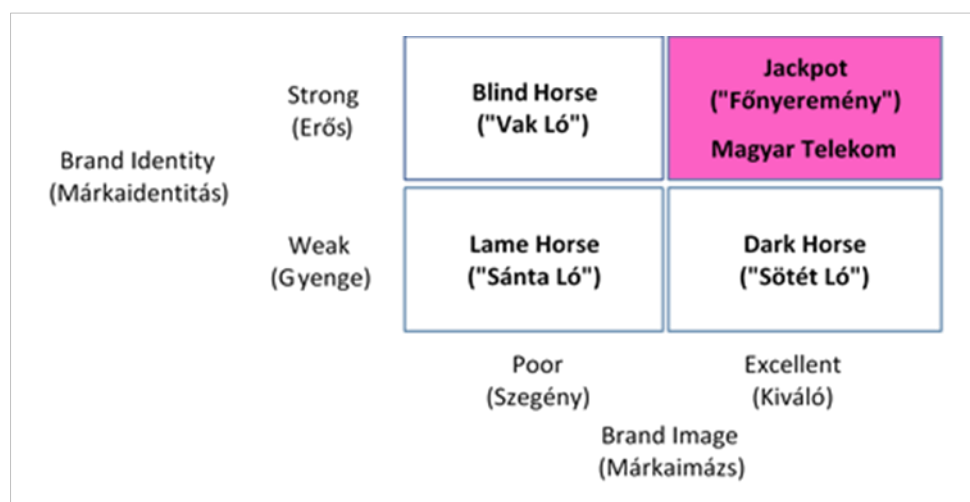 Brand Identity
(Márkaidentitás)
Strong
(Erős)
Blind Horse
("Vak Ló")
Jackpot
("Főnyeremény")
Magyar Telekom
Weak
(Gyenge)
Lame Horse
("Sánta Ló")
Dark Horse
("Sötét Ló")
Poor
(Szegény)
Excellent
(Kiváló)
Brand Image
(Márkaimázs)